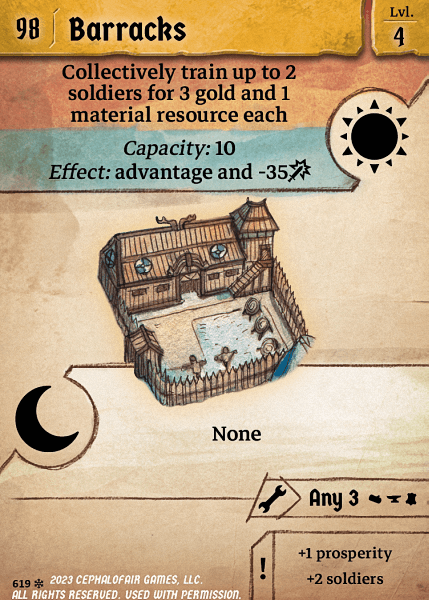 98 Barracks
Lvl.
4
Collectively train up to 2
soldiers for 3 gold and 1
material resource each
Capacity: 10
Effect: advantage and -35
None
Any 3
! +1 prosperity
+2 soldiers
619 ✻ 2023 CEPHALOFAIR GAMES, LLC.
ALL RIGHTS RESERVED. USED WITH PERMISSION.